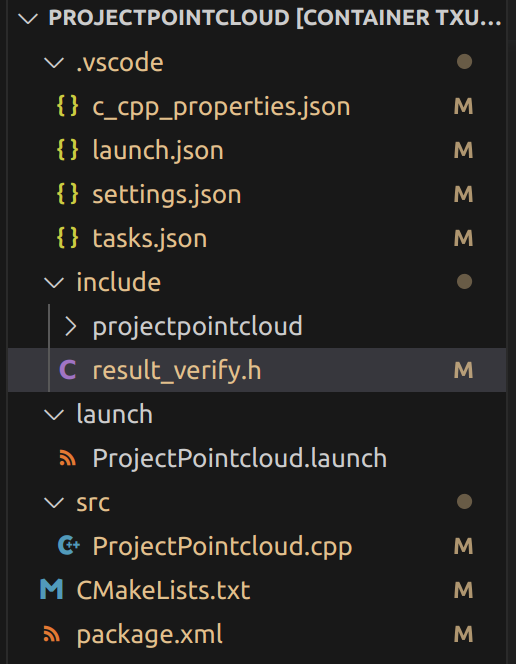 PROJECTPOINTCLOUD [CONTAINER TXU...
.vscode
{} c_cpp_properties.json M
{} launch.json M
{} settings.json M
{} tasks.json M
include
projectpointcloud
C result_verify.h M
launch
ProjectPointcloud.launch
src
C++ ProjectPointcloud.cpp M
M CMakeLists.txt M
package.xml M